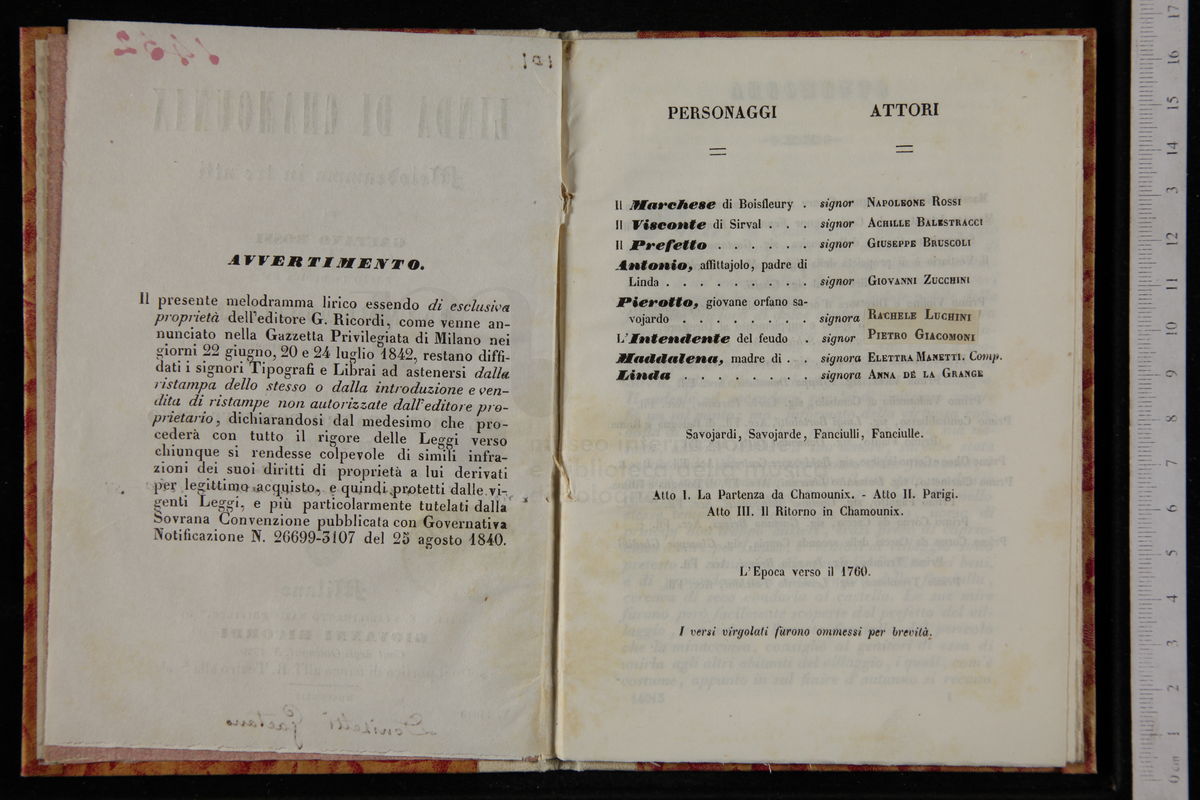 AVVERTIMENTO.
Il presente melodramma lirico essendo di esclusiva
proprietà dell'editore G. Ricordi, come venne an-
nunciato nella Gazzetta Privilegiata di Milano nei
giorni 22 giugno, 20 e 24 luglio 1842, restano diffi-
dati i signori Tipografi e Librai ad astenersi dalla
ristampa dello stesso o dalla introduzione e ven-
dita di ristampe non autorizzate dall'editore pro-
prietario, dichiarandosi dal medesimo che pro-
cederà con tutto il rigore delle Leggi verso
chiunque si rendesse colpevole di simili infra-
zioni dei suoi diritti di proprietà a lui derivati
per legittimo acquisto, e quindi protetti dalle vi-
genti Leggi, e più particolarmente tutelati dalla
Sovrana Convenzione pubblicata con Governativa
Notificazione N. 26699-3107 del 25 agosto 1840.
PERSONAGGI ATTORI
Il Marchese di Boisfleury . signor Napoleone Rossi
Il Visconte di Sirval . . . signor Achille Balestracci
Il Prefetto . . . . . . signor Giuseppe Bruscoli
Antonio, affittajolo, padre di
Linda . . . . . . . . . signor Giovanni Zucchini
Pierotto, giovane orfano sa-
vojardo . . . . . . . . signora Rachele Luchini
L'Intendente del feudo . signor Pietro Giacomoni
Maddalena, madre di . . signora Elettra Manetti. Comp.
Linda . . . . . . . . signora Anna de la Grange
Savojardi, Savojarde, Fanciulli, Fanciulle.
Atto I. La Partenza da Chamounix. - Atto II. Parigi.
Atto III. Il Ritorno in Chamounix.
L'Epoca verso il 1760.
I versi virgolati furono ommessi per brevità.